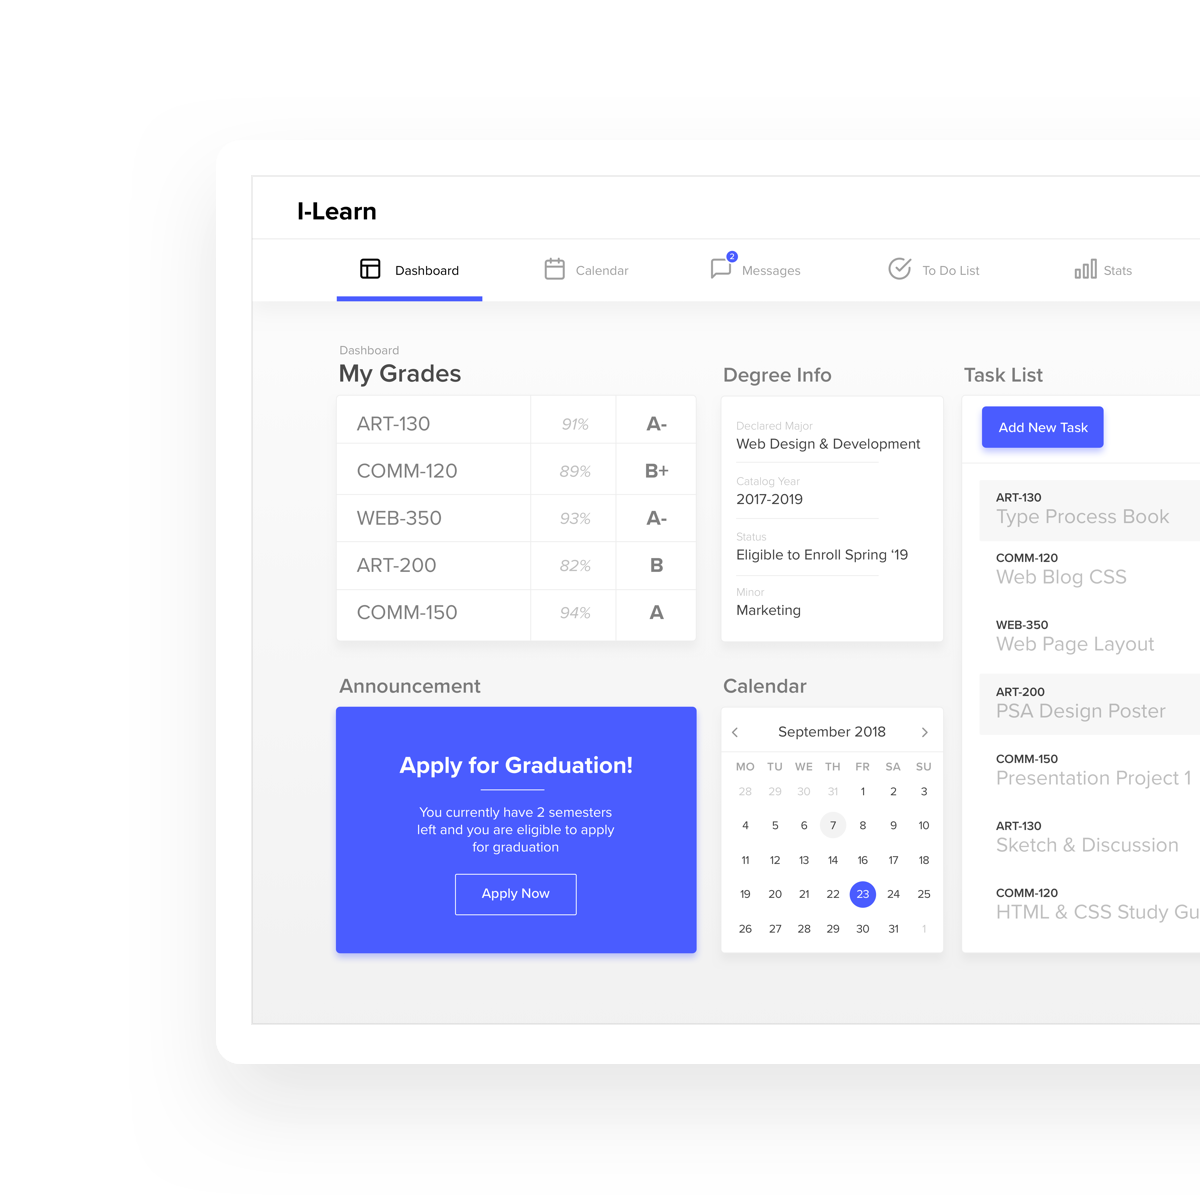 I-Learn
Dashboard
Calendar
2
Messages
To Do List
Stats
Dashboard
My Grades
ART-130 91% A-
COMM-120 89% B+
WEB-350 93% A-
ART-200 82% B
COMM-150 94% A
Degree Info
Declared Major
Web Design & Development
Catalog Year
2017-2019
Status
Eligible to Enroll Spring ‘19
Minor
Marketing
Task List
Add New Task
ART-130
Type Process Book
COMM-120
Web Blog CSS
WEB-350
Web Page Layout
ART-200
PSA Design Poster
COMM-150
Presentation Project 1
ART-130
Sketch & Discussion
COMM-120
HTML & CSS Study Gu
Announcement
Apply for Graduation!
You currently have 2 semesters
left and you are eligible to apply
for graduation
Apply Now
Calendar
September 2018
MO TU WE TH FR SA SU
28 29 30 31 1 2 3
4 5 6 7 8 9 10
11 12 13 14 16 17 18
19 20 21 22 23 24 25
26 27 28 29 30 31 1